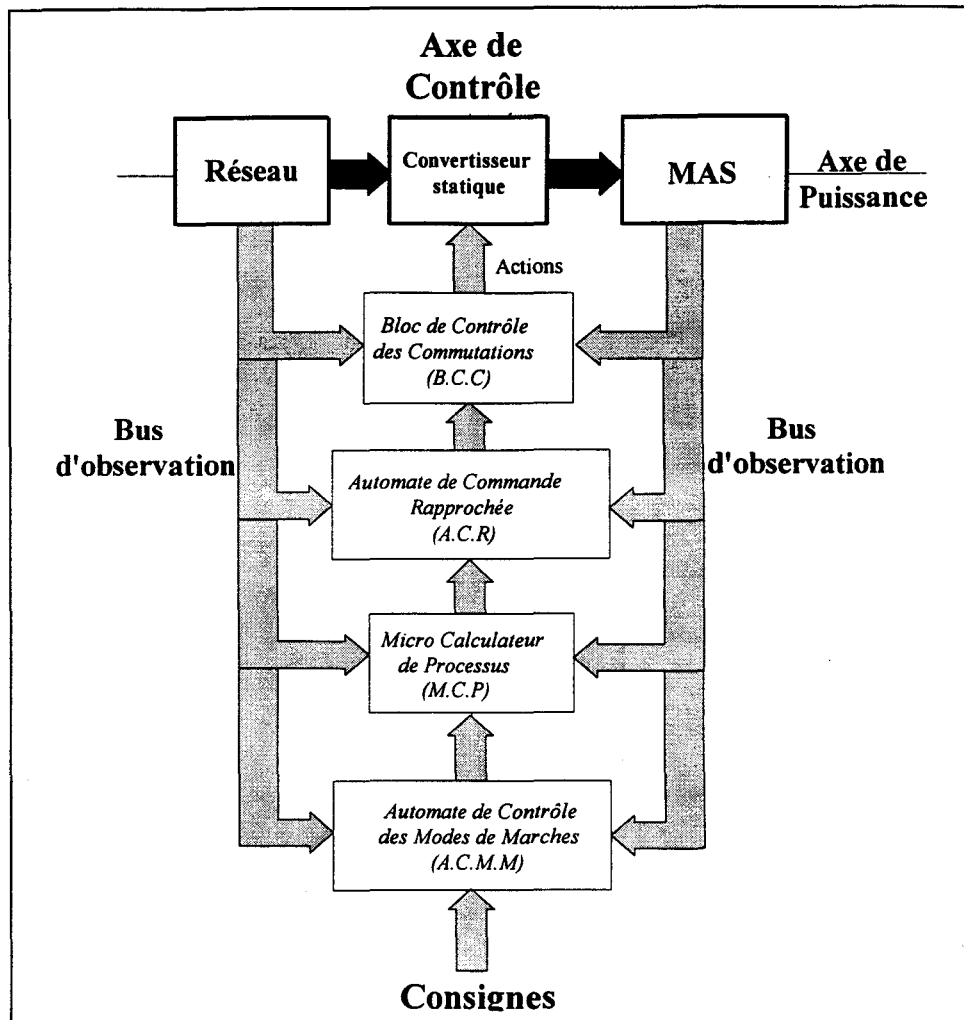 Axe de
Contrôle
Réseau
Convertisseur
statique
MAS
Axe de
Puissance
Actions
Bloc de Contrôle
des Commutations
(B.C.C)
Bus
d'observation
Bus
d'observation
Automate de Commande
Rapprochée
(A.C.R)
Micro Calculateur
de Processus
(M.C.P)
Automate de Contrôle
des Modes de Marches
(A.C.M.M)
Consignes